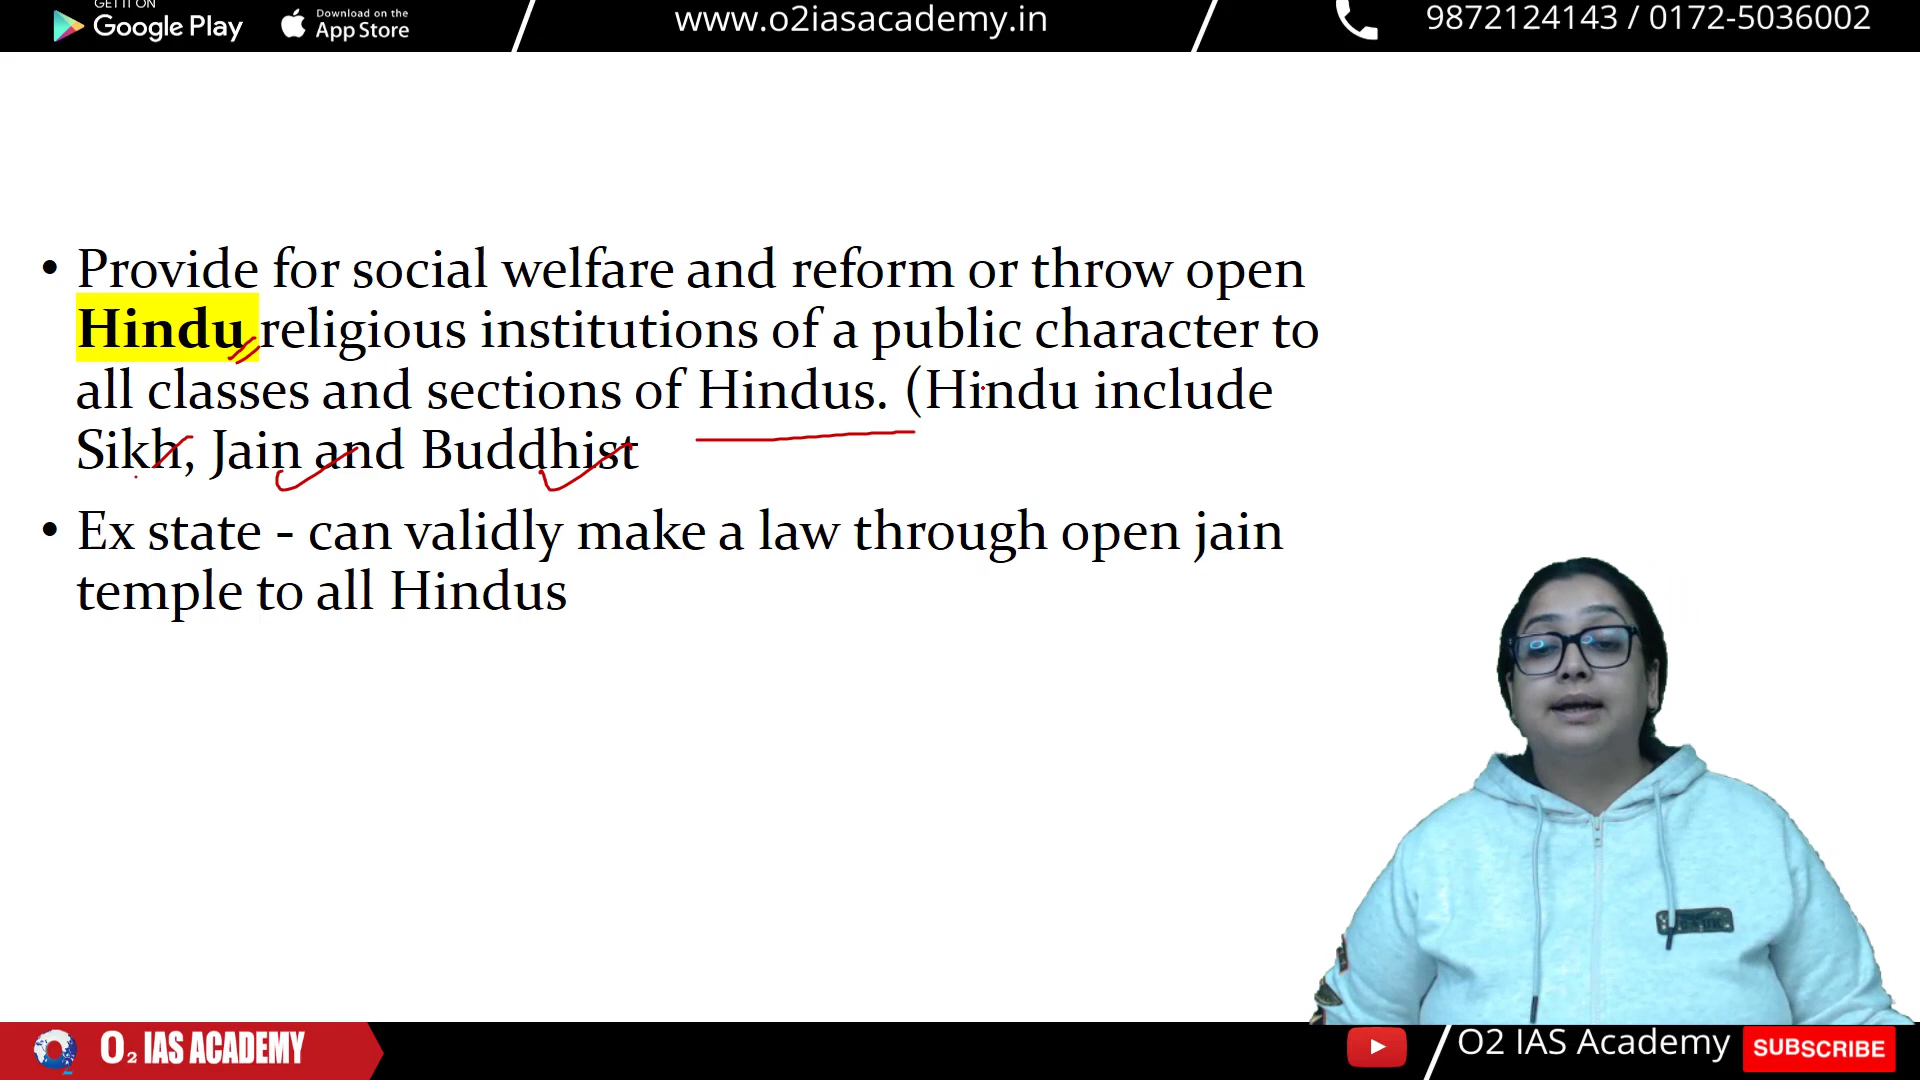 GET IT ON
Google Play
Download on the
App Store
www.o2iasacademy.in
9872124143 / 0172-5036002
• Provide for social welfare and reform or throw open
Hindu religious institutions of a public character to
all classes and sections of Hindus. (Hindu include
Sikh, Jain and Buddhist
• Ex state - can validly make a law through open jain
temple to all Hindus
O2 IAS ACADEMY
O2 IAS Academy
SUBSCRIBE